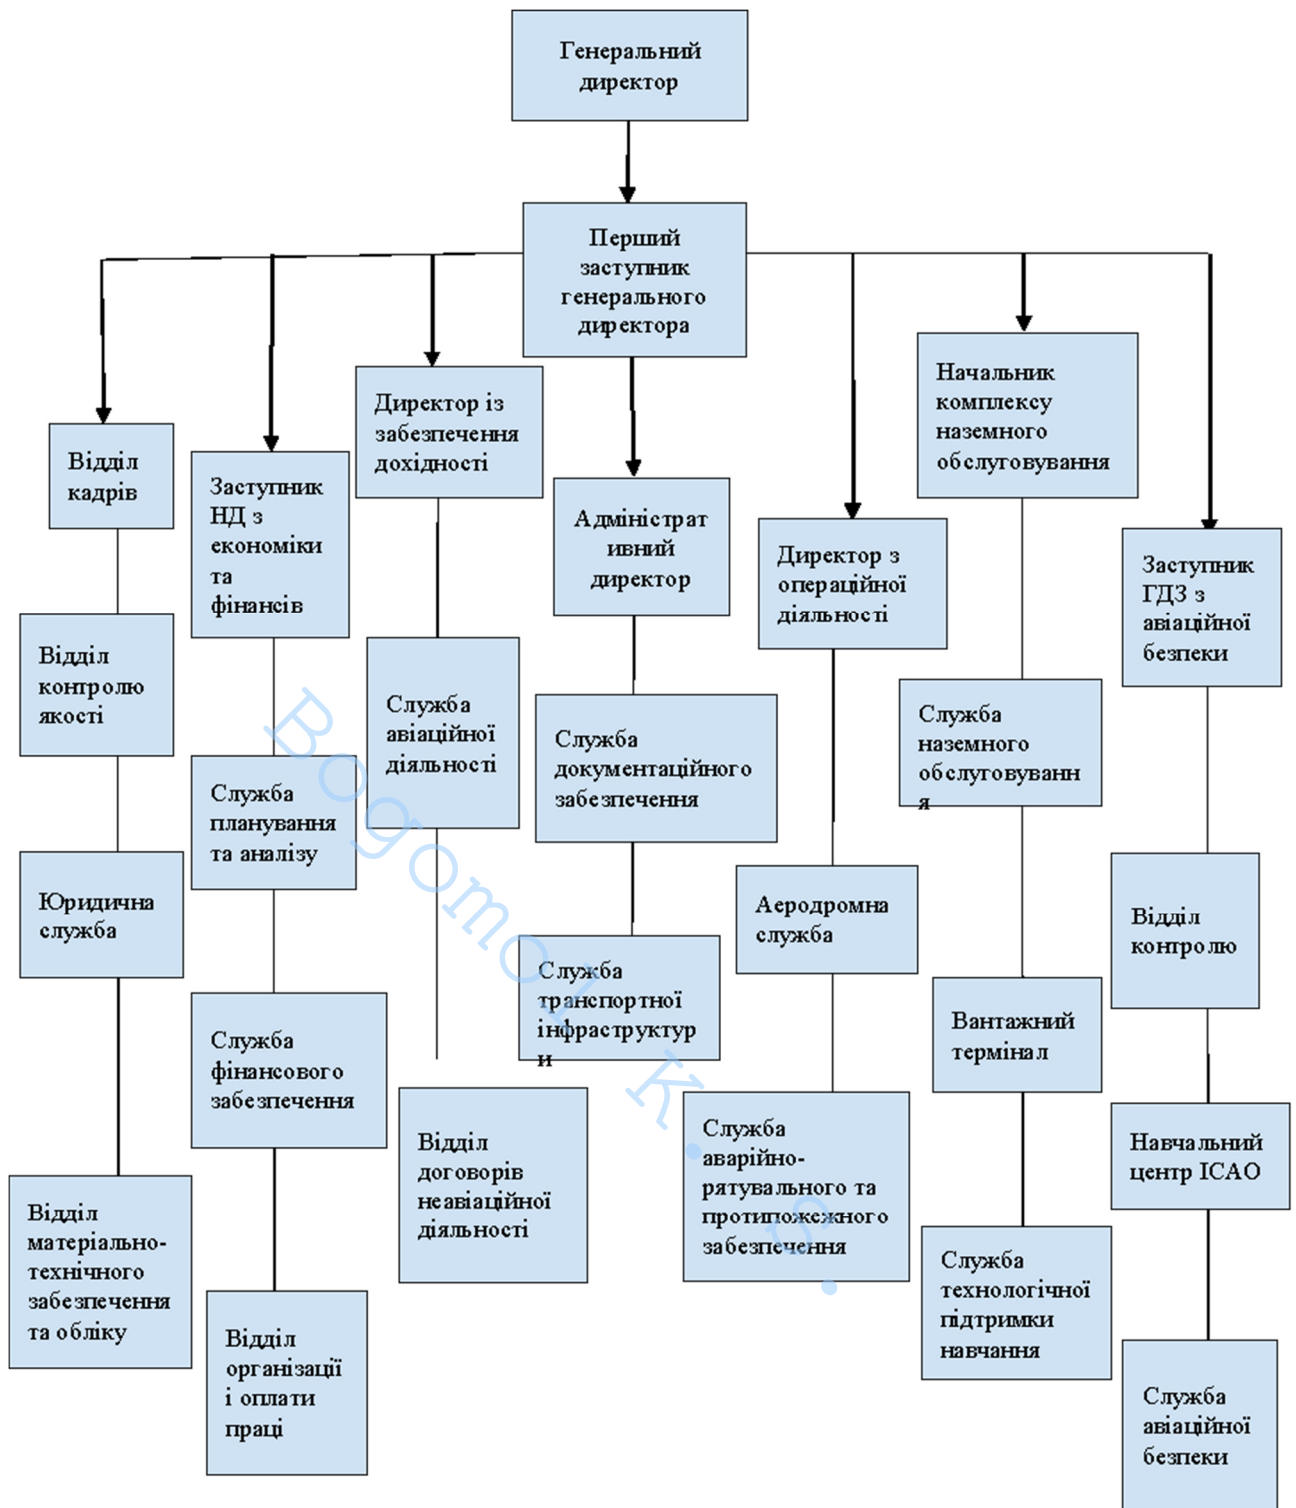 Генеральний
директор
Перший
заступник
генерального
директора
Відділ
кадрів
Відділ
контролю
якості
Юридична
служба
Відділ
матеріально-
технічного
забезпечення
та обліку
Заступник
НД з
економіки
та
фінансів
Служба
планування
та аналізу
Служба
фінансового
забезпечення
Відділ
організації
і оплати
праці
Директор із
забезпечення
дохідності
Служба
авіаційної
діяльності
Відділ
договорів
неавіаційної
діяльності
Адміністрат
ивний
директор
Служба
документаційного
забезпечення
Служба
транспортної
інфраструктур
и
Директор з
операційної
діяльності
Аеродромна
служба
Служба
аварійно-
рятувального та
протипожежного
забезпечення
Начальник
комплексу
наземного
обслуговування
Служба
наземного
обслуговуванн
я
Вантажний
термінал
Служба
технологічної
підтримки
навчання
Заступник
ГДЗ з
авіаційної
безпеки
Відділ
контролю
Навчальний
центр ІСАО
Служба
авіаційної
безпеки
Bogomol K. S.